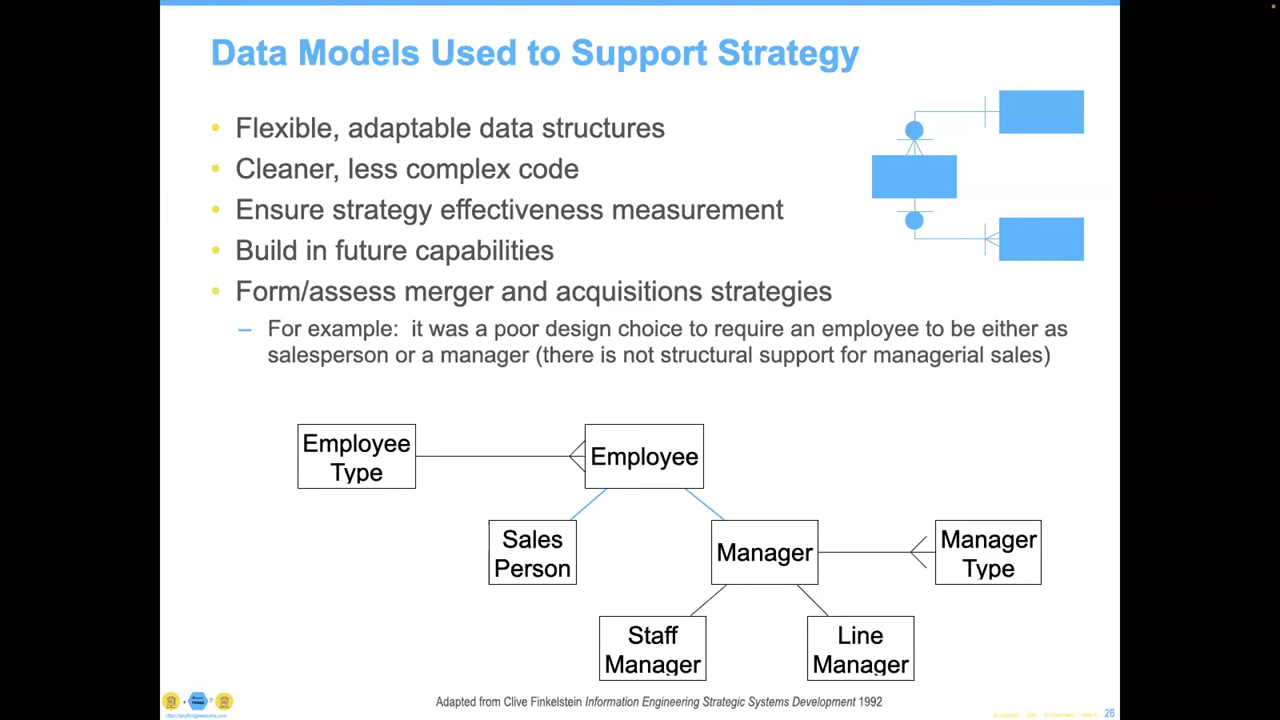 Data Models Used to Support Strategy
• Flexible, adaptable data structures
• Cleaner, less complex code
• Ensure strategy effectiveness measurement
• Build in future capabilities
• Form/assess merger and acquisitions strategies
– For example: it was a poor design choice to require an employee to be either as
salesperson or a manager (there is not structural support for managerial sales)
Employee
Type
Employee
Sales
Person
Manager
Manager
Type
Staff
Manager
Line
Manager
Adapted from Clive Finkelstein Information Engineering Strategic Systems Development 1992
26